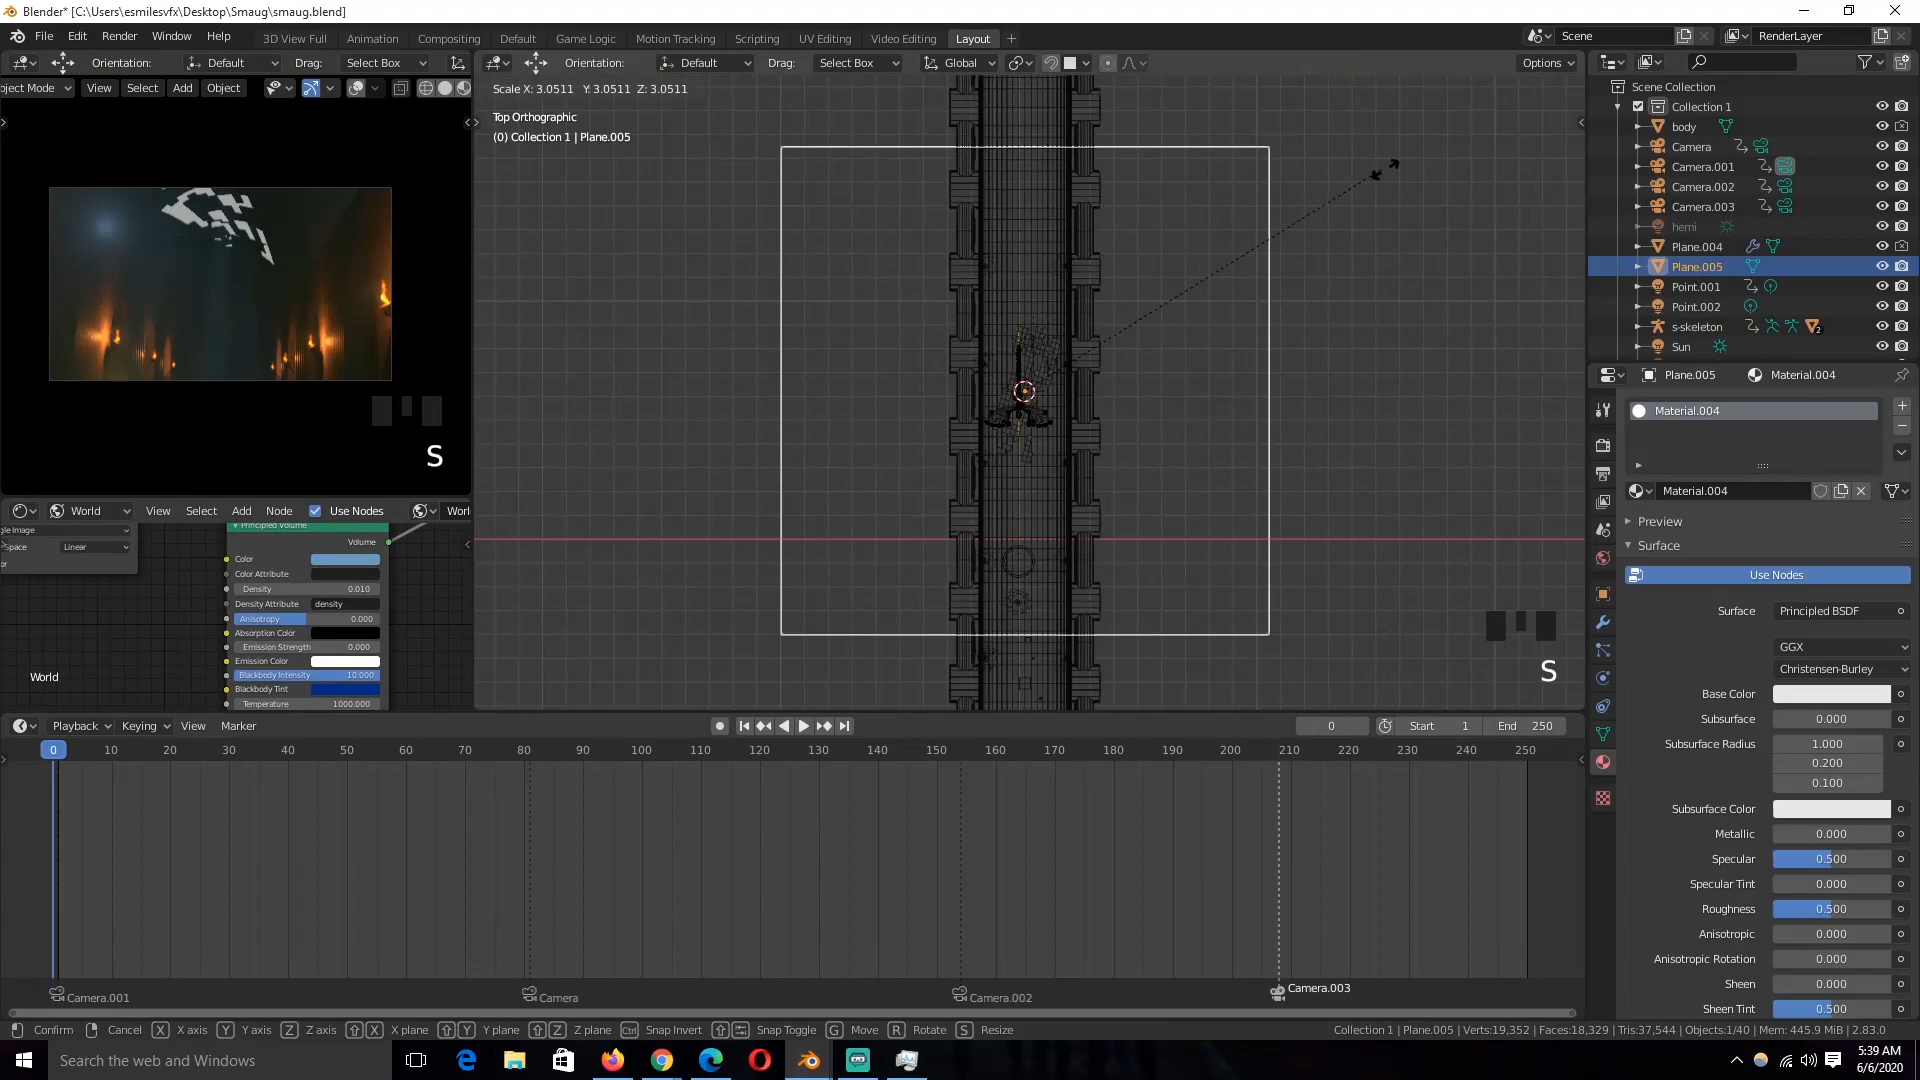 Blender* [C:\Users\esmilesvfx\Desktop\Smaug\smaug.blend]
File Edit Render Window Help 3D View Full Animation Compositing Default Game Logic Motion Tracking Scripting UV Editing Video Editing Layout Scene RenderLayer
Orientation: Default Drag: Select Box Orientation: Default Drag: Select Box Global Options
ject Mode View Select Add Object
Scale X: 3.0511 Y: 3.0511 Z: 3.0511
Top Orthographic
(0) Collection 1 | Plane.005
Scene Collection
Collection 1
body
Camera
Camera.001
Camera.002
Camera.003
hemi
Plane.004
Plane.005
Point.001
Point.002
s-skeleton
2
Sun
Plane.005 Material.004
Material.004
Material.004
Preview
Surface
Use Nodes
Surface Principled BSDF
GGX
Christensen-Burley
Base Color
Subsurface 0.000
Subsurface Radius 1.000
0.200
0.100
Subsurface Color
Metallic 0.000
Specular 0.500
Specular Tint 0.000
Roughness 0.500
Anisotropic 0.000
Anisotropic Rotation 0.000
Sheen 0.000
Sheen Tint 0.500
S
S
World View Select Add Node Use Nodes Worl
gle Image
Space Linear
or
Principled Volume
Volume
Color
Color Attribute
Density 0.010
Density Attribute density
Anisotropy 0.000
Absorption Color
Emission Strength 0.000
Emission Color
Blackbody Intensity 10.000
Blackbody Tint
Temperature 1000.000
World
Playback Keying View Marker 0 Start 1 End 250
0 10 20 30 40 50 60 70 80 90 100 110 120 130 140 150 160 170 180 190 200 210 220 230 240 250
Camera.001 Camera Camera.002 Camera.003
Confirm Cancel X X axis Y Y axis Z Z axis X X plane Y Y plane Z Z plane Ctrl Snap Invert Snap Toggle G Move R Rotate S Resize Collection 1 | Plane.005 | Verts:19,352 | Faces:18,329 | Tris:37,544 | Objects:1/40 | Mem: 445.9 MiB | 2.83.0
Search the web and Windows
5:39 AM
6/6/2020